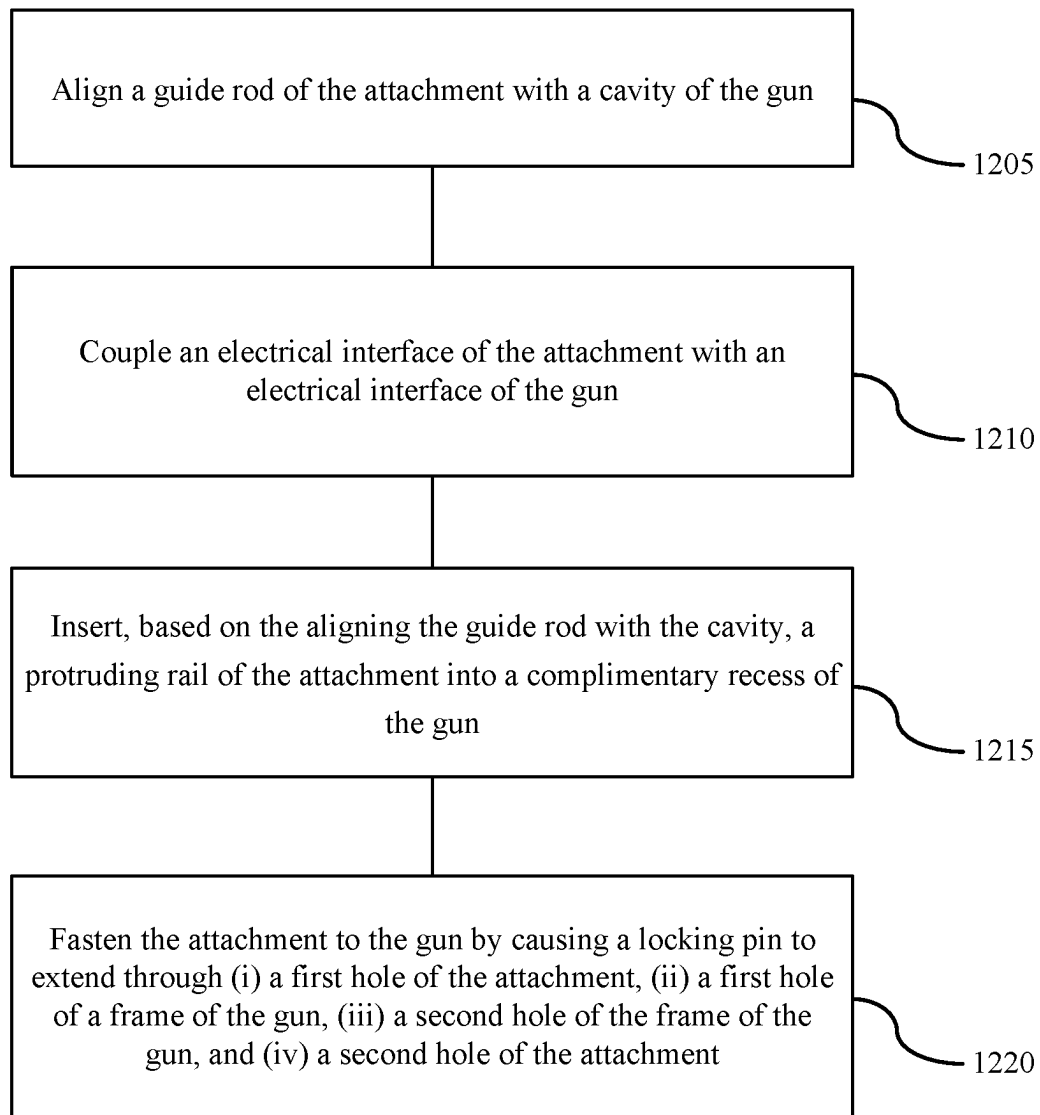 Align a guide rod of the attachment with a cavity of the gun
1205
Couple an electrical interface of the attachment with an
electrical interface of the gun
1210
Insert, based on the aligning the guide rod with the cavity, a
protruding rail of the attachment into a complimentary recess of
the gun
1215
Fasten the attachment to the gun by causing a locking pin to
extend through (i) a first hole of the attachment, (ii) a first hole
of a frame of the gun, (iii) a second hole of the frame of the
gun, and (iv) a second hole of the attachment
1220